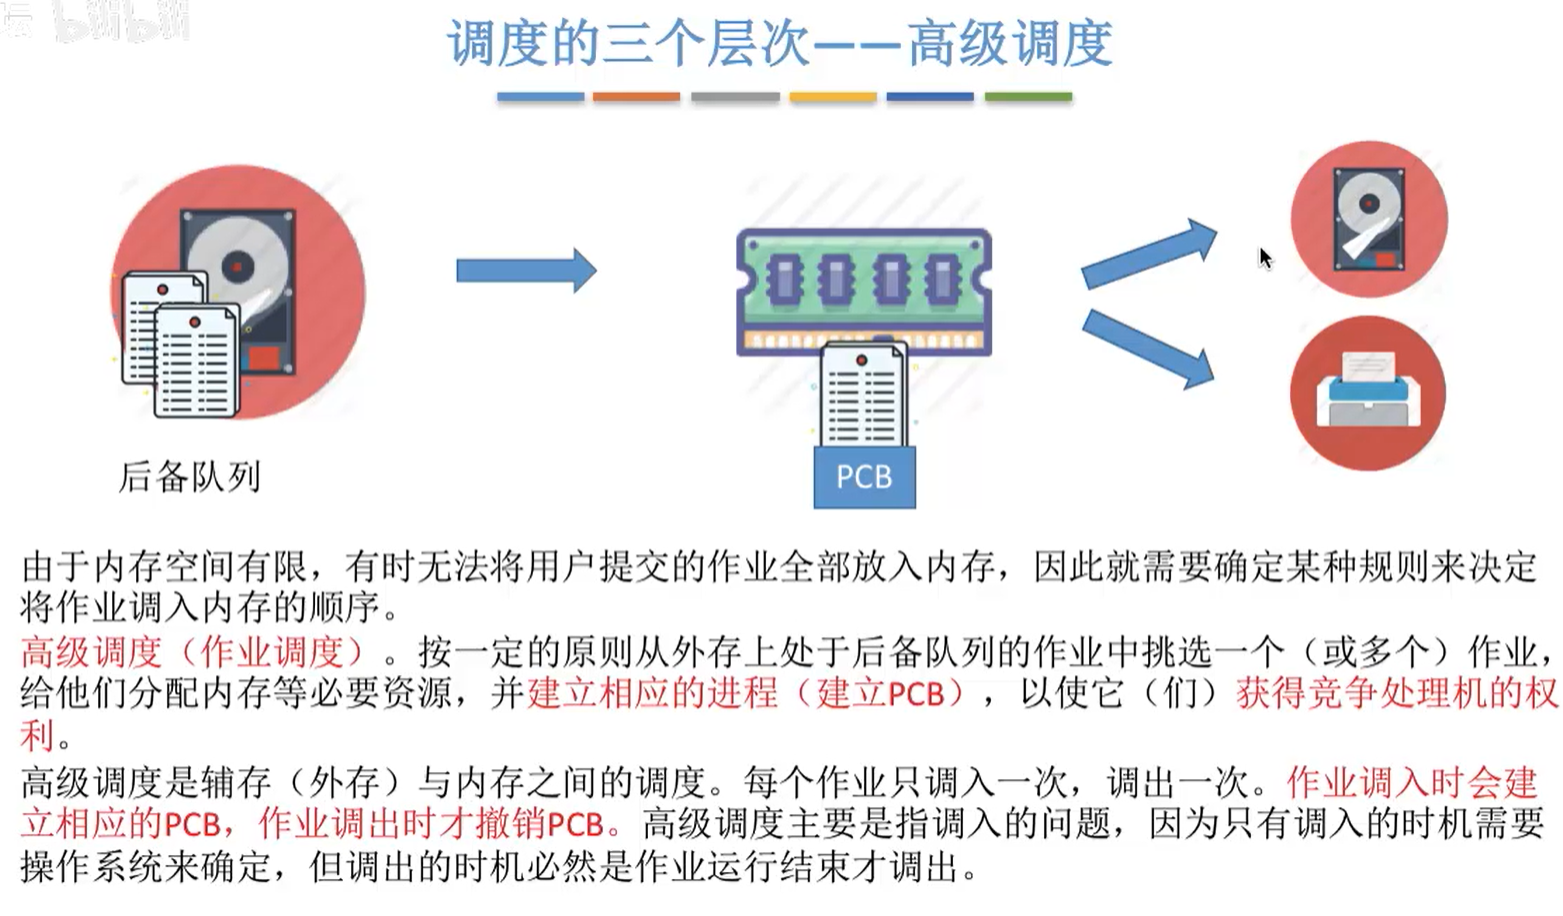 坛 bilibili
调度的三个层次——高级调度
后备队列
PCB
由于内存空间有限，有时无法将用户提交的作业全部放入内存，因此就需要确定某种规则来决定
将作业调入内存的顺序。
高级调度（作业调度）。按一定的原则从外存上处于后备队列的作业中挑选一个（或多个）作业，
给他们分配内存等必要资源，并建立相应的进程（建立PCB），以使它（们）获得竞争处理机的权
利。
高级调度是辅存（外存）与内存之间的调度。每个作业只调入一次，调出一次。作业调入时会建
立相应的PCB，作业调出时才撤销PCB。高级调度主要是指调入的问题，因为只有调入的时机需要
操作系统来确定，但调出的时机必然是作业运行结束才调出。